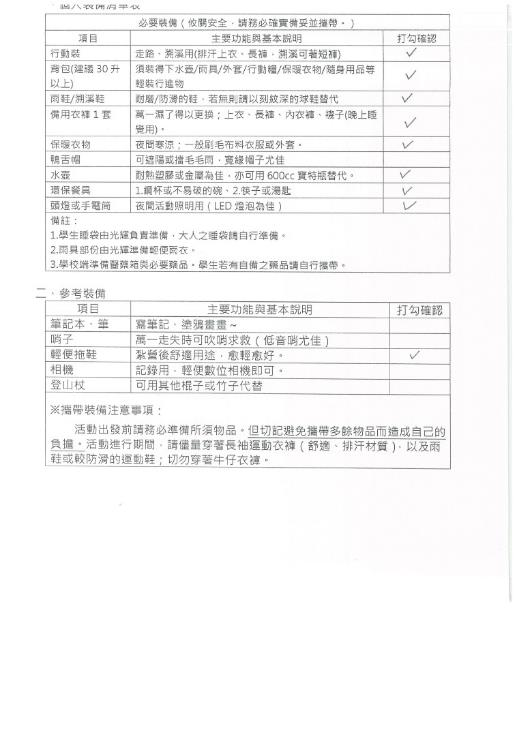 個人裝備清單表
必要裝備（攸關安全，請務必確實備妥並攜帶。）
項目 主要功能與基本說明 打勾確認
行動裝 走路、溯溪用(排汗上衣、長褲，溯溪可著短褲) ✓
背包(建議 30 升以上) 須裝得下水壺/雨具/外套/行動糧/保暖衣物/隨身用品等
輕裝行進物 ✓
雨鞋/溯溪鞋 耐磨/防滑的鞋，若無則請以刻紋深的球鞋替代 ✓
備用衣褲 1 套 萬一濕了得以更換；上衣、長褲、內衣褲、襪子(晚上睡
覺用)。 ✓
保暖衣物 夜間寒涼；一般刷毛布料衣服或外套。 ✓
鴨舌帽 可遮陽或擋毛毛雨，寬緣帽子尤佳
水壺 耐熱塑膠或金屬為佳，亦可用 600cc 寶特瓶替代。 ✓
環保餐具 1.鋼杯或不易破的碗、2.筷子或湯匙 ✓
頭燈或手電筒 夜間活動照明用（LED 燈泡為佳） ✓
備註：
1.學生睡袋由光輝負責準備，大人之睡袋請自行準備。
2.雨具部份由光輝準備輕便雨衣。
3.學校端準備醫藥箱與必要藥品。學生若有自備之藥品請自行攜帶。
二、參考裝備
項目 主要功能與基本說明 打勾確認
筆記本、筆 寫筆記、塗鴉畫畫～
哨子 萬一走失時可吹哨求救（低音哨尤佳）
輕便拖鞋 紮營後舒適用途，愈輕愈好。 ✓
相機 記錄用，輕便數位相機即可。
登山杖 可用其他棍子或竹子代替
※攜帶裝備注意事項：
活動出發前請務必準備所須物品。但切記避免攜帶多餘物品而造成自己的
負擔。活動進行期間，請儘量穿著長袖運動衣褲（舒適、排汗材質），以及雨
鞋或較防滑的運動鞋；切勿穿著牛仔衣褲。